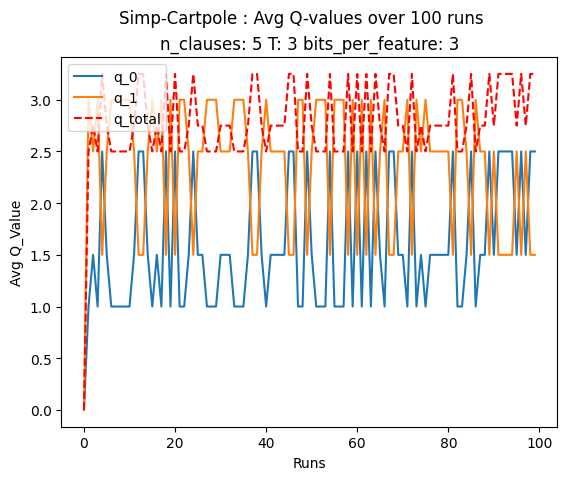 Simp-Cartpole : Avg Q-values over 100 runs
n_clauses: 5 T: 3 bits_per_feature: 3
q_0
q_1
q_total
3.0
2.5
2.0
1.5
1.0
0.5
0.0
Avg Q_Value
0 20 40 60 80 100
Runs